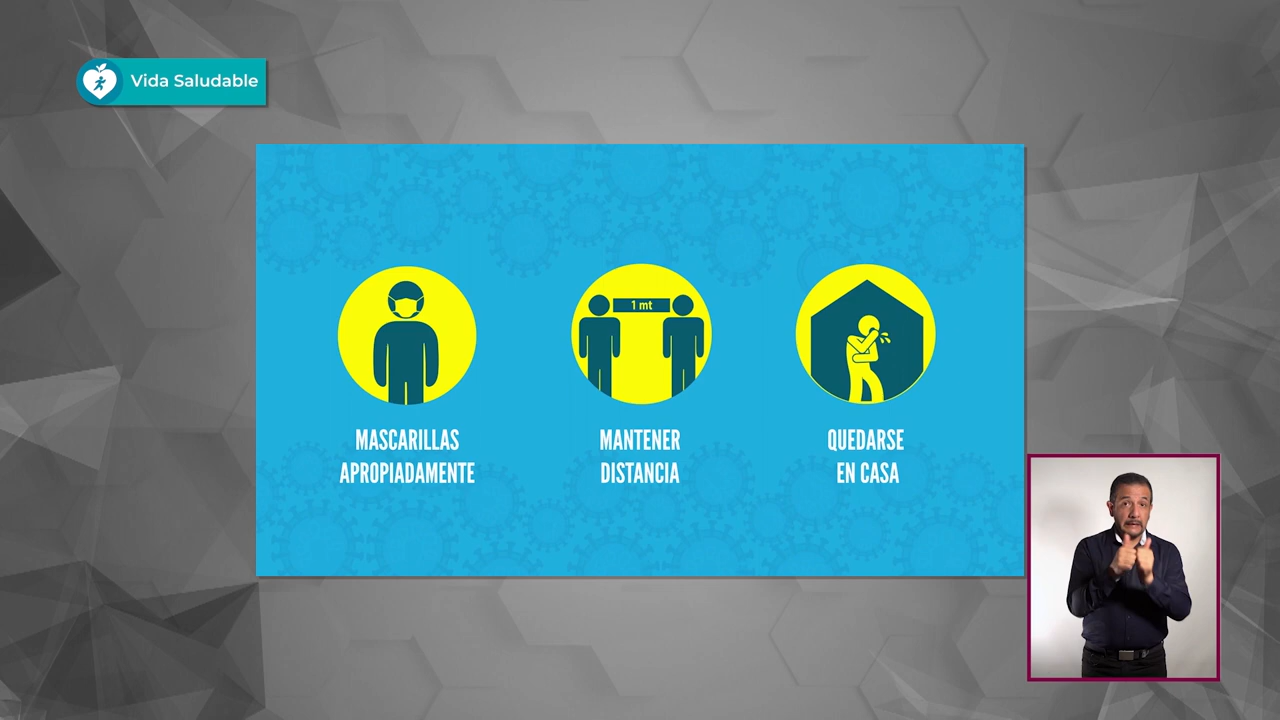 Vida Saludable
1 mt
MASCARILLAS
APROPIADAMENTE
MANTENER
DISTANCIA
QUEDARSE
EN CASA